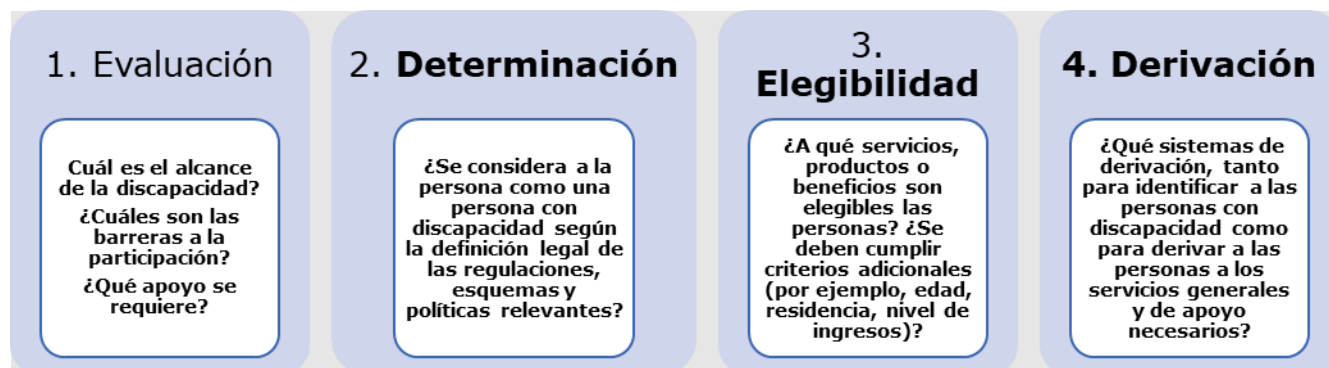 1. Evaluación
Cuál es el alcance
de la discapacidad?
¿Cuáles son las
barreras a la
participación?
¿Qué apoyo se
requiere?
2. Determinación
¿Se considera a la
persona como una
persona con
discapacidad según
la definición legal de
las regulaciones,
esquemas y
políticas relevantes?
3.
Elegibilidad
¿A qué servicios,
productos o
beneficios son
elegibles las
personas? ¿Se
deben cumplir
criterios adicionales
(por ejemplo, edad,
residencia, nivel de
ingresos)?
4. Derivación
¿Qué sistemas de
derivación, tanto
para identificar a las
personas con
discapacidad como
para derivar a las
personas a los
servicios generales
y de apoyo
necesarios?